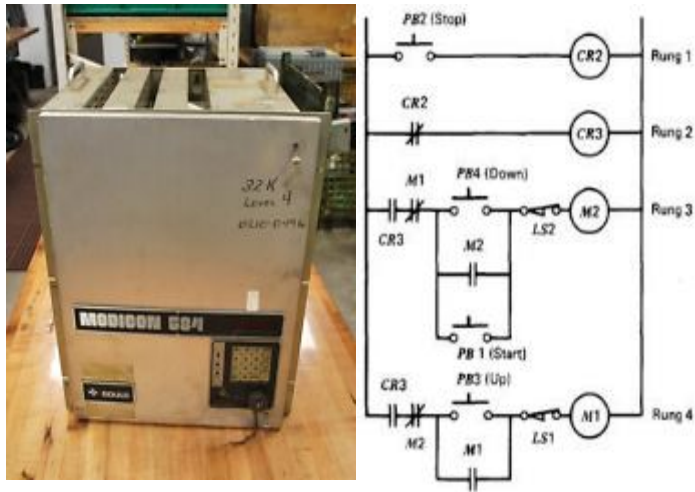 32K
Level 4
MODICON 584
GOULD
PB2 (Stop)
CR2
Rung 1
CR2
CR3
Rung 2
M1
PB4 (Down)
CR3
LS2
M2
Rung 3
M2
PB 1 (Start)
CR3
PB3 (Up)
M2
LS1
M1
Rung 4
M1